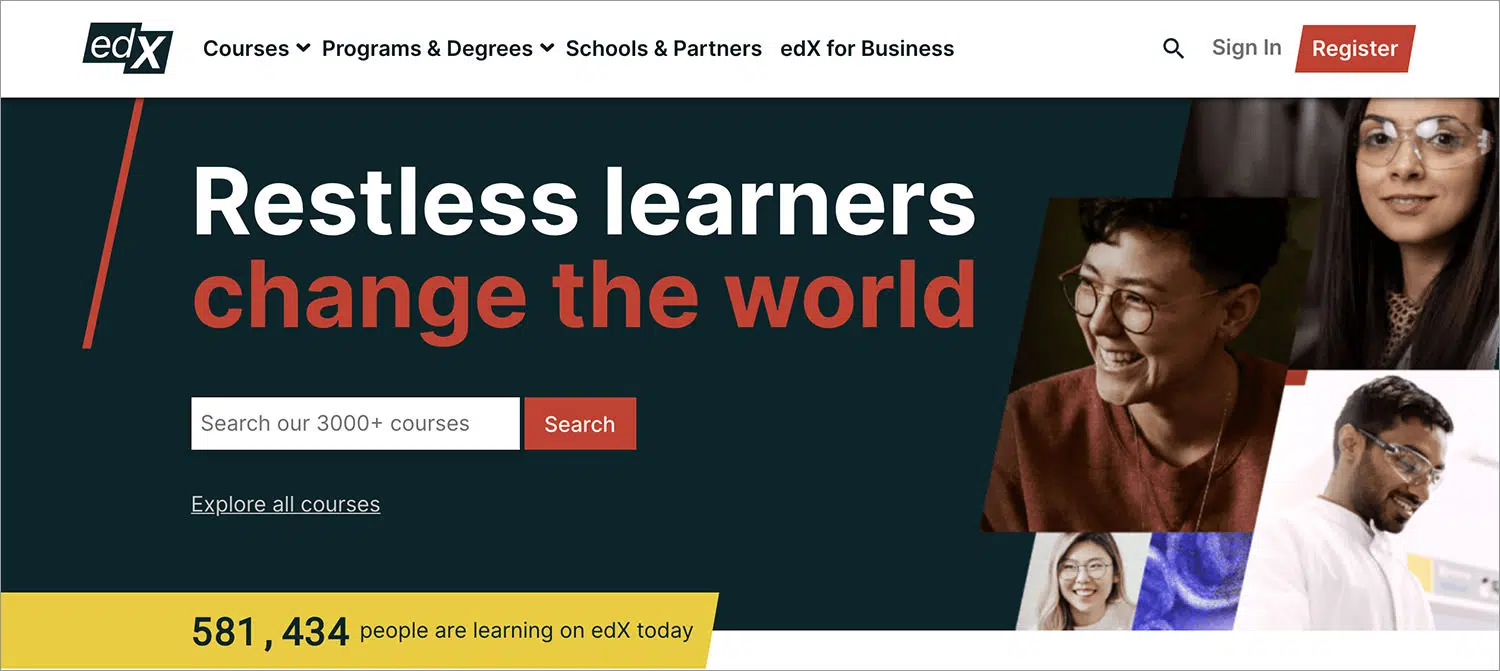 edX Courses Programs & Degrees Schools & Partners edX for Business Sign In Register
Restless learners
change the world
Search our 3000+ courses Search
Explore all courses
581,434 people are learning on edX today